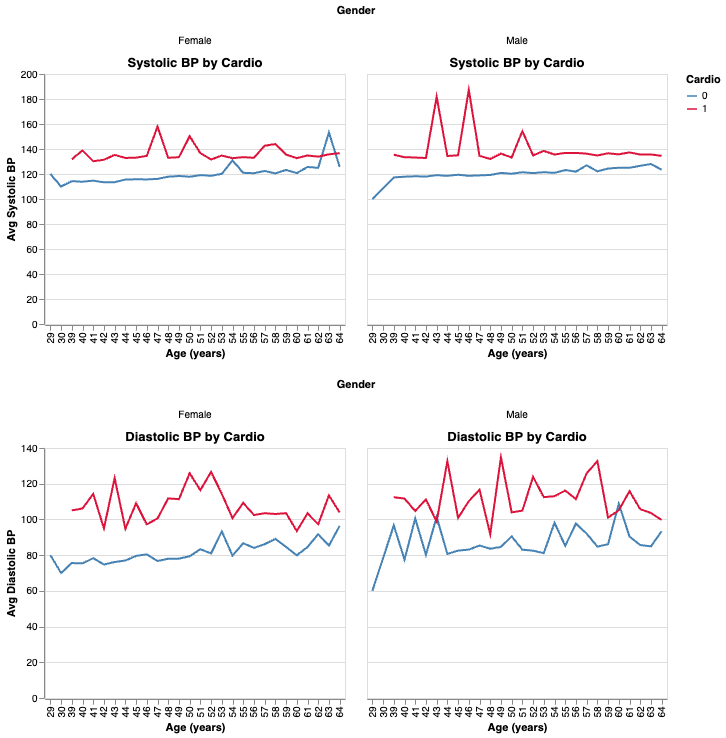 Gender
Female
Male
Systolic BP by Cardio
Systolic BP by Cardio
Cardio
0
1
Avg Systolic BP
200
180
160
140
120
100
80
60
40
20
0
29 30 39 40 41 42 43 44 45 46 47 48 49 50 51 52 53 54 55 56 57 58 59 60 61 62 63 64
29 30 39 40 41 42 43 44 45 46 47 48 49 50 51 52 53 54 55 56 57 58 59 60 61 62 63 64
Age (years)
Age (years)
Gender
Female
Male
Diastolic BP by Cardio
Diastolic BP by Cardio
Avg Diastolic BP
140
120
100
80
60
40
20
0
29 30 39 40 41 42 43 44 45 46 47 48 49 50 51 52 53 54 55 56 57 58 59 60 61 62 63 64
29 30 39 40 41 42 43 44 45 46 47 48 49 50 51 52 53 54 55 56 57 58 59 60 61 62 63 64
Age (years)
Age (years)